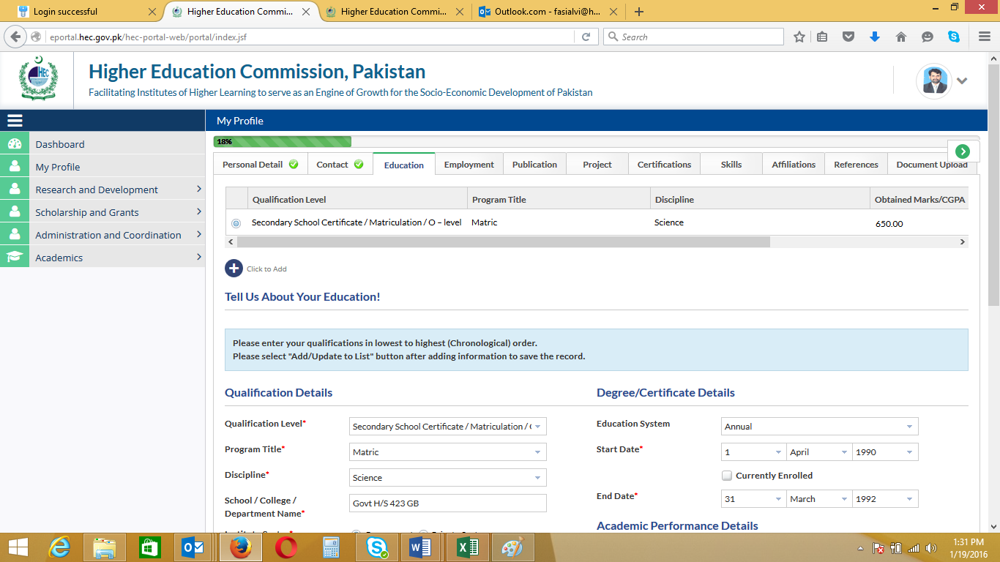 Login successful
Higher Education Commi...
Higher Education Commi...
Outlook.com - fasialvi@h...
eportal.hec.gov.pk/hec-portal-web/portal/index.jsf
Search
HEC
Higher Education Commission, Pakistan
Facilitating Institutes of Higher Learning to serve as an Engine of Growth for the Socio-Economic Development of Pakistan
My Profile
Dashboard
My Profile
Research and Development
Scholarship and Grants
Administration and Coordination
Academics
18%
Personal Detail Contact Education Employment Publication Project Certifications Skills Affiliations References Document Upload
Qualification Level Program Title Discipline Obtained Marks/CGPA
Secondary School Certificate / Matriculation / O – level Matric Science 650.00
Click to Add
Tell Us About Your Education!
Please enter your qualifications in lowest to highest (Chronological) order.
Please select "Add/Update to List" button after adding information to save the record.
Qualification Details
Qualification Level* Secondary School Certificate / Matriculation / (
Program Title* Matric
Discipline* Science
School / College /
Department Name* Govt H/S 423 GB
Degree/Certificate Details
Education System Annual
Start Date* 1 April 1990
Currently Enrolled
End Date* 31 March 1992
Academic Performance Details
1:31 PM
1/19/2016